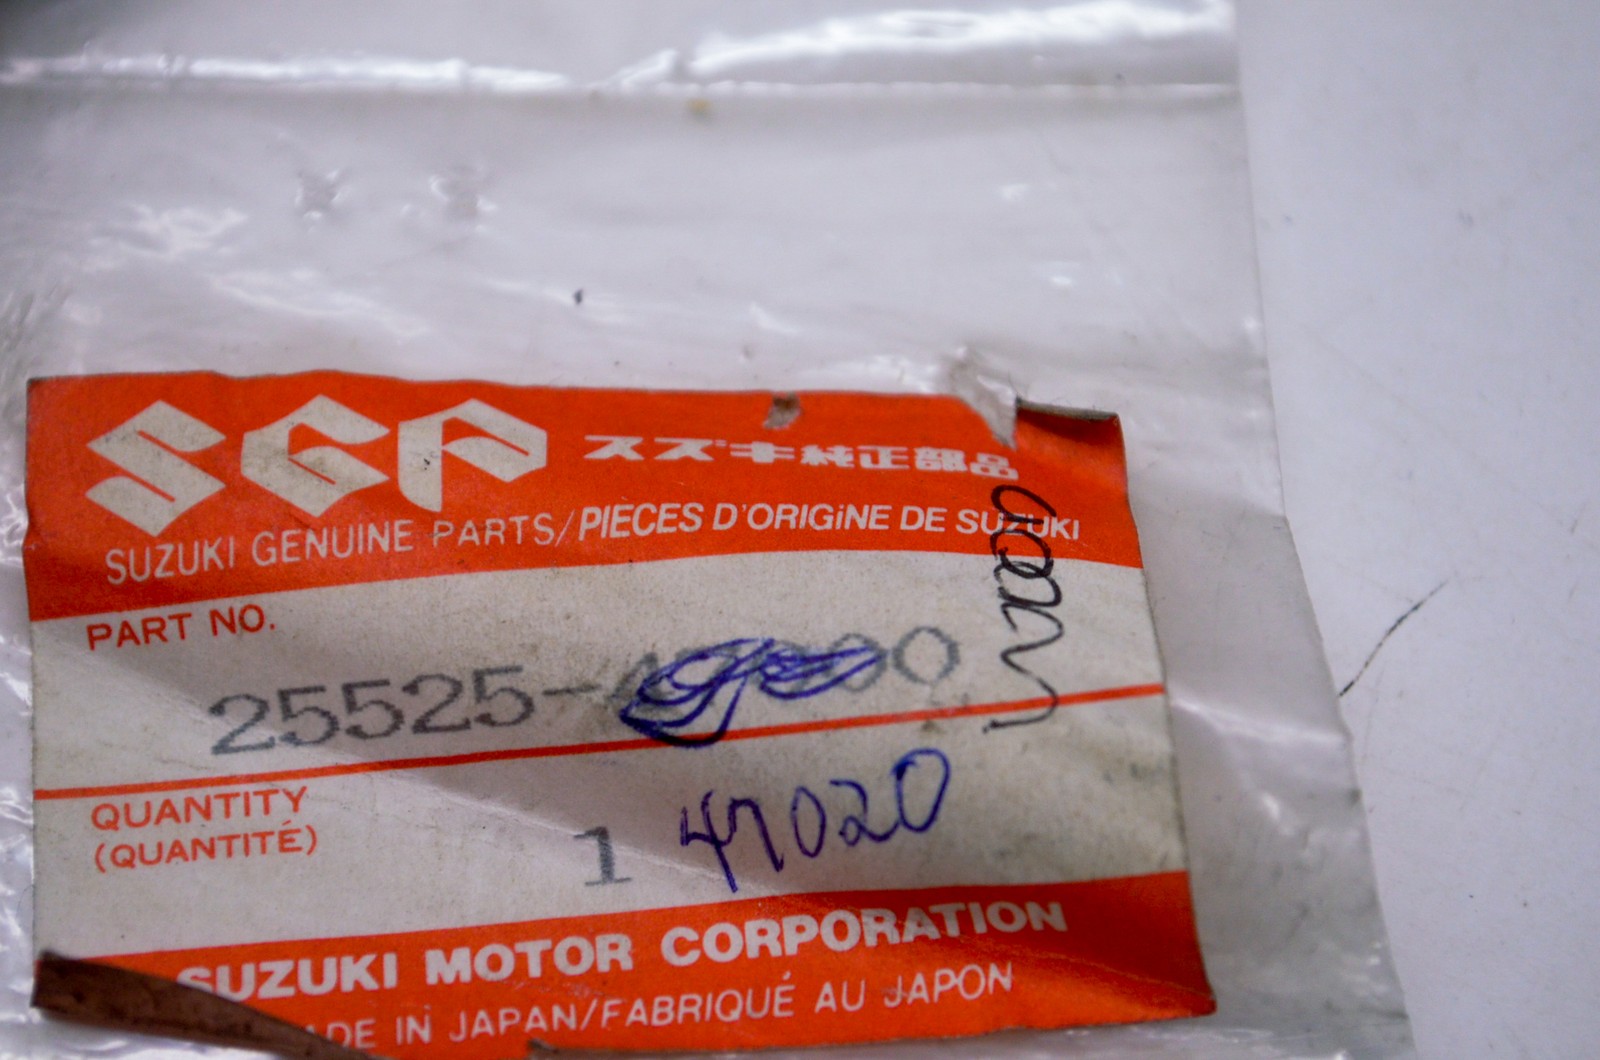 SGP スズキ純正部品
SUZUKI GENUINE PARTS/PIÈCES D'ORIGINE DE SUZUKI
PART NO.
25525-
QUANTITY
(QUANTITÉ)
1 47020
SUZUKI MOTOR CORPORATION
MADE IN JAPAN/FABRIQUÉ AU JAPON